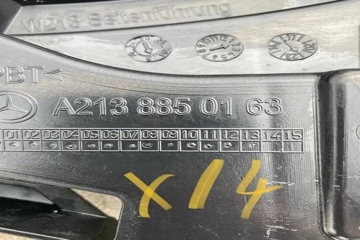 W213 Seitenführung
PBT<
A213 885 01 63
01 02 03 04 05 06 07 08 09 10 11 12 13 14 15
x14